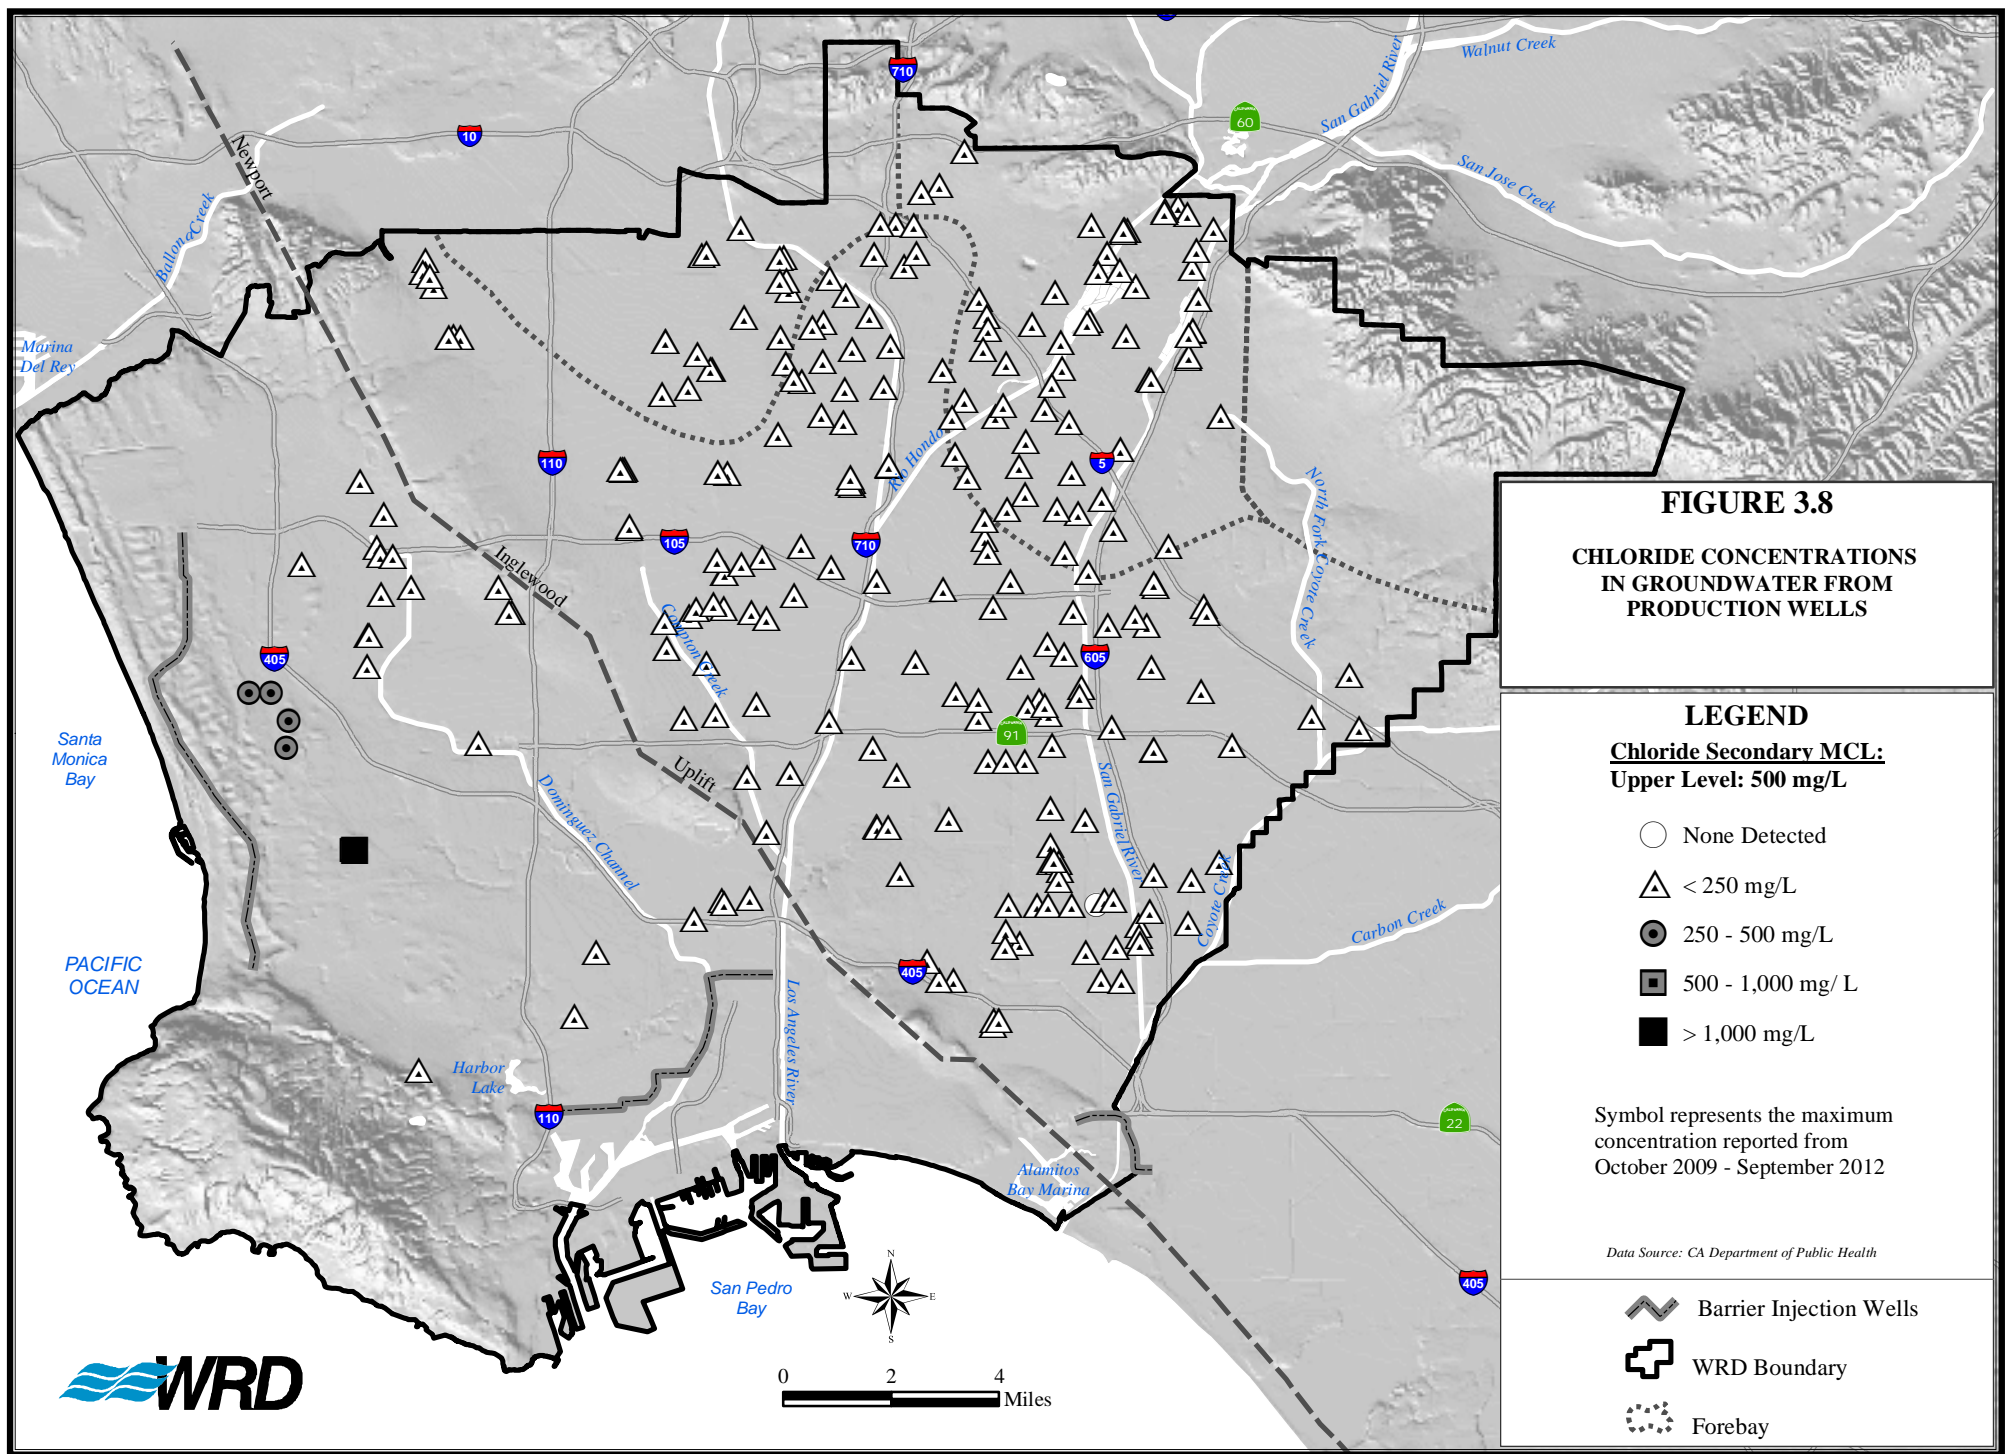 710
Walnut Creek
San Gabriel River
60
10
Newport
San Jose Creek
Ballona Creek
Marina
Del Rey
110
5
Rio Hondo
North Fork Coyote Creek
105
710
Inglewood
Compton Creek
405
605
91
Santa
Monica
Bay
Uplift
Dominguez Channel
San Gabriel River
Coyote Creek
Carbon Creek
PACIFIC
OCEAN
405
Los Angeles River
Harbor
Lake
110
22
Alamitos
Bay Marina
San Pedro
Bay
405
N
W E
S
0 2 4
Miles
WRD
FIGURE 3.8
CHLORIDE CONCENTRATIONS
IN GROUNDWATER FROM
PRODUCTION WELLS
LEGEND
Chloride Secondary MCL:
Upper Level: 500 mg/L
None Detected
< 250 mg/L
250 - 500 mg/L
500 - 1,000 mg/ L
> 1,000 mg/L
Symbol represents the maximum
concentration reported from
October 2009 - September 2012
Data Source: CA Department of Public Health
Barrier Injection Wells
WRD Boundary
Forebay